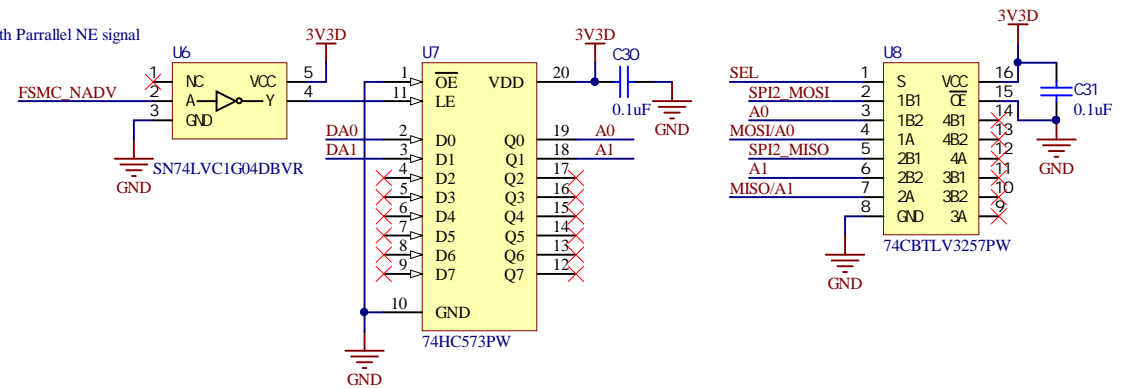 th Parrallel NE signal
U6
1 NC VCC 5
FSMC_NADV 2 A Y 4
3 GND
GND
SN74LVC1G04DBVR
3V3D
U7
3V3D
C30
0.1uF
GND
1 OE VDD 20
11 LE
DA0 2 D0 Q0 19 A0
DA1 3 D1 Q1 18 A1
4 D2 Q2 17
5 D3 Q3 16
6 D4 Q4 15
7 D5 Q5 14
8 D6 Q6 13
9 D7 Q7 12
10 GND
74HC573PW
GND
U8
3V3D
C31
0.1uF
GND
SEL 1 S VCC 16
SPI2_MOSI 2 1B1 OE 15
A0 3 1B2 4B1 14
MOSI/A0 4 1A 4B2 13
SPI2_MISO 5 2B1 4A 12
A1 6 2B2 3B1 11
MISO/A1 7 2A 3B2 10
8 GND 3A 9
74CBTLV3257PW
GND